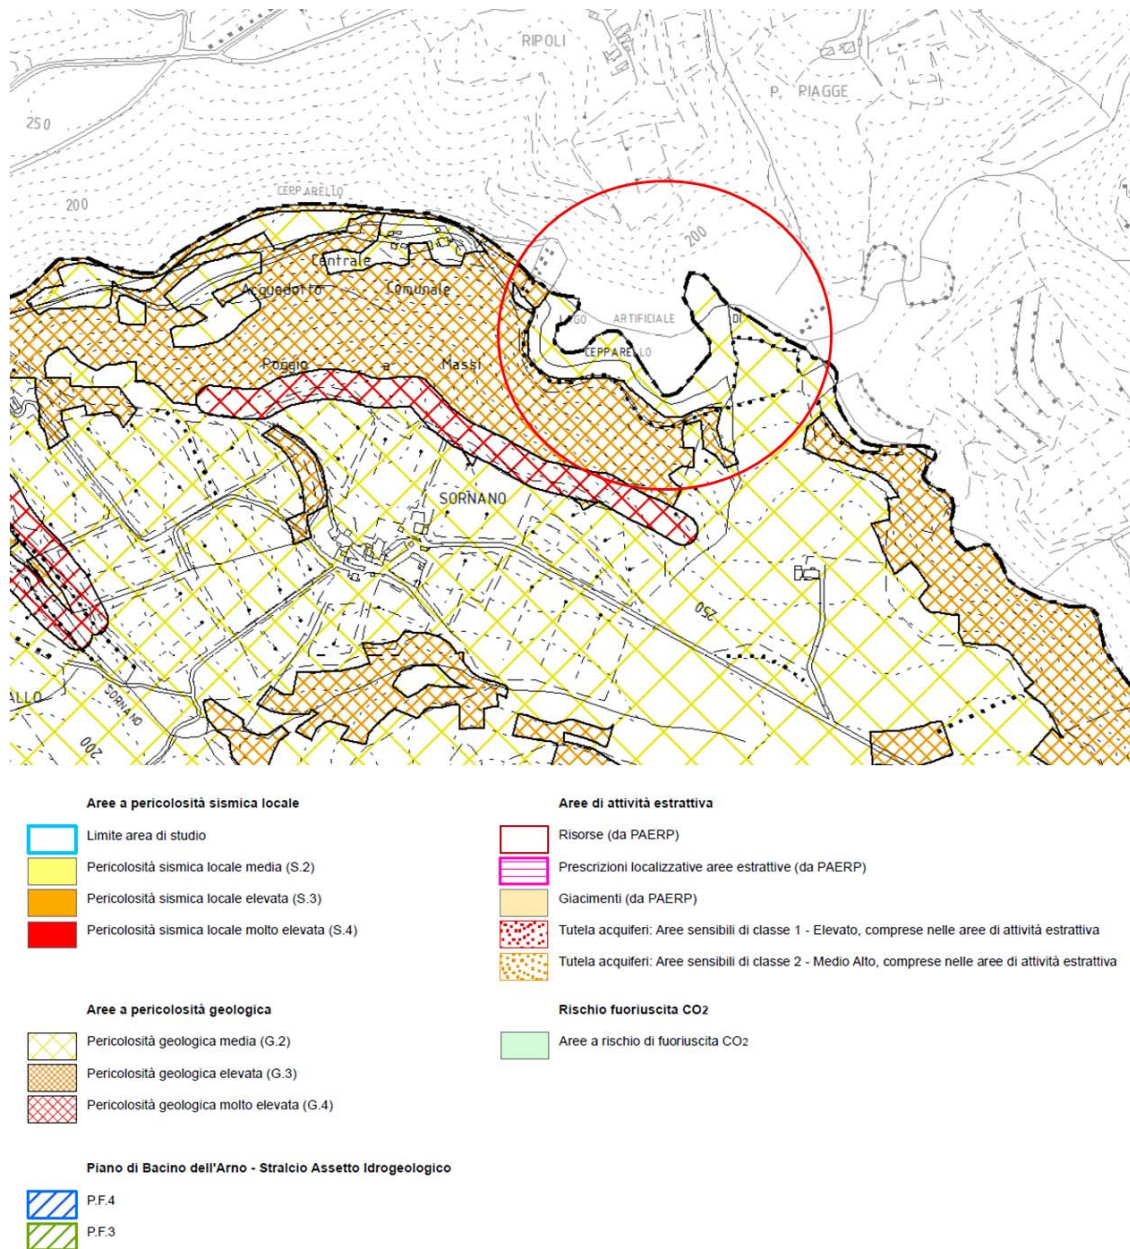 RIPOLI
P. PIAGGE
250
200
CERPARELLO
200
Centrale
Acquedotto Comunale
LAGO ARTIFICIALE DI
CEPPARELLO
Poggio a Massi
SORNANO
250
ALLO
SORNANO
200
Aree a pericolosità sismica locale
Limite area di studio
Pericolosità sismica locale media (S.2)
Pericolosità sismica locale elevata (S.3)
Pericolosità sismica locale molto elevata (S.4)
Aree di attività estrattiva
Risorse (da PAERP)
Prescrizioni localizzative aree estrattive (da PAERP)
Giacimenti (da PAERP)
Tutela acquiferi: Aree sensibili di classe 1 - Elevato, comprese nelle aree di attività estrattiva
Tutela acquiferi: Aree sensibili di classe 2 - Medio Alto, comprese nelle aree di attività estrattiva
Aree a pericolosità geologica
Pericolosità geologica media (G.2)
Pericolosità geologica elevata (G.3)
Pericolosità geologica molto elevata (G.4)
Rischio fuoriuscita CO2
Aree a rischio di fuoriuscita CO2
Piano di Bacino dell'Arno - Stralcio Assetto Idrogeologico
P.F.4
P.F.3